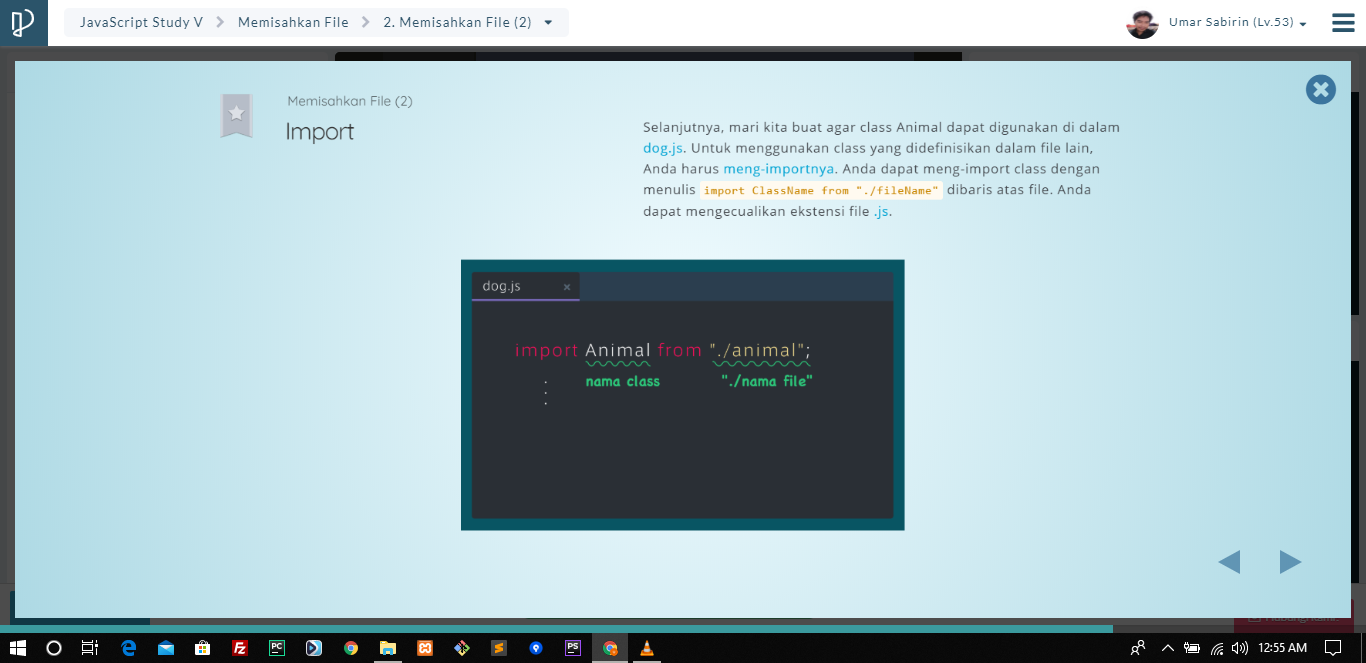 JavaScript Study V
Memisahkan File
2. Memisahkan File (2)
Umar Sabirin (Lv.53)
Memisahkan File (2)
Import
Selanjutnya, mari kita buat agar class Animal dapat digunakan di dalam
dog.js. Untuk menggunakan class yang didefinisikan dalam file lain,
Anda harus meng-importnya. Anda dapat meng-import class dengan
menulis import ClassName from "./fileName" dibaris atas file. Anda
dapat mengecualikan ekstensi file .js.
dog.js ×
import Animal from "./animal";
nama class "./nama file"
12:55 AM